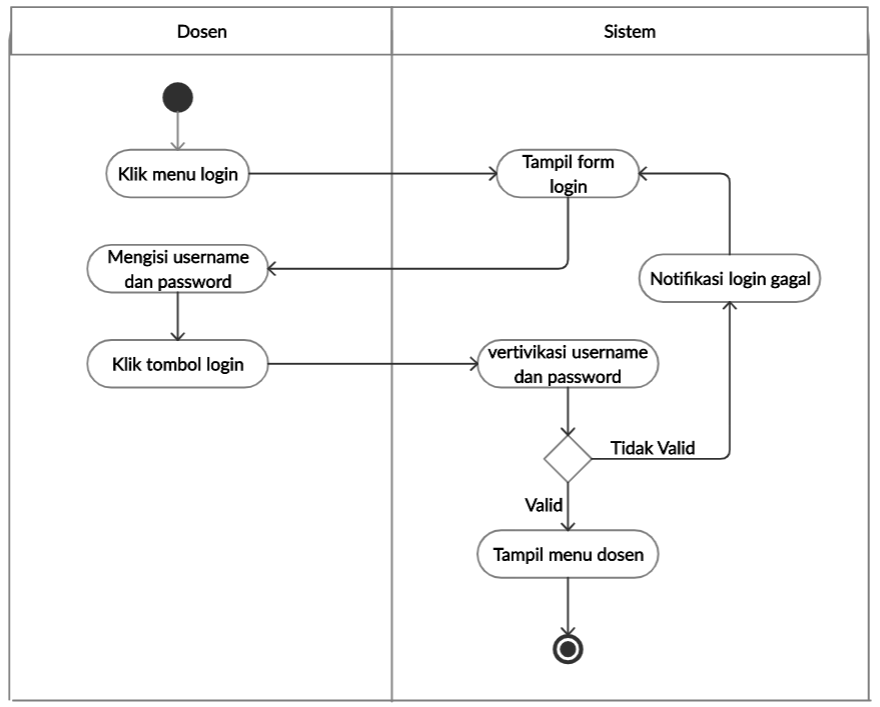 Dosen
Sistem
Klik menu login
Tampil form
login
Mengisi username
dan password
Notifikasi login gagal
Klik tombol login
vertivikasi username
dan password
Tidak Valid
Valid
Tampil menu dosen